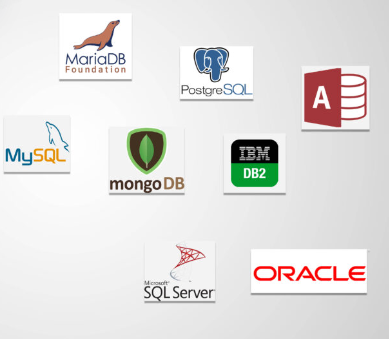 MariaDB
Foundation
PostgreSQL
A
MySQL
mongoDB
IBM
DB2
Microsoft
SQL Server
ORACLE